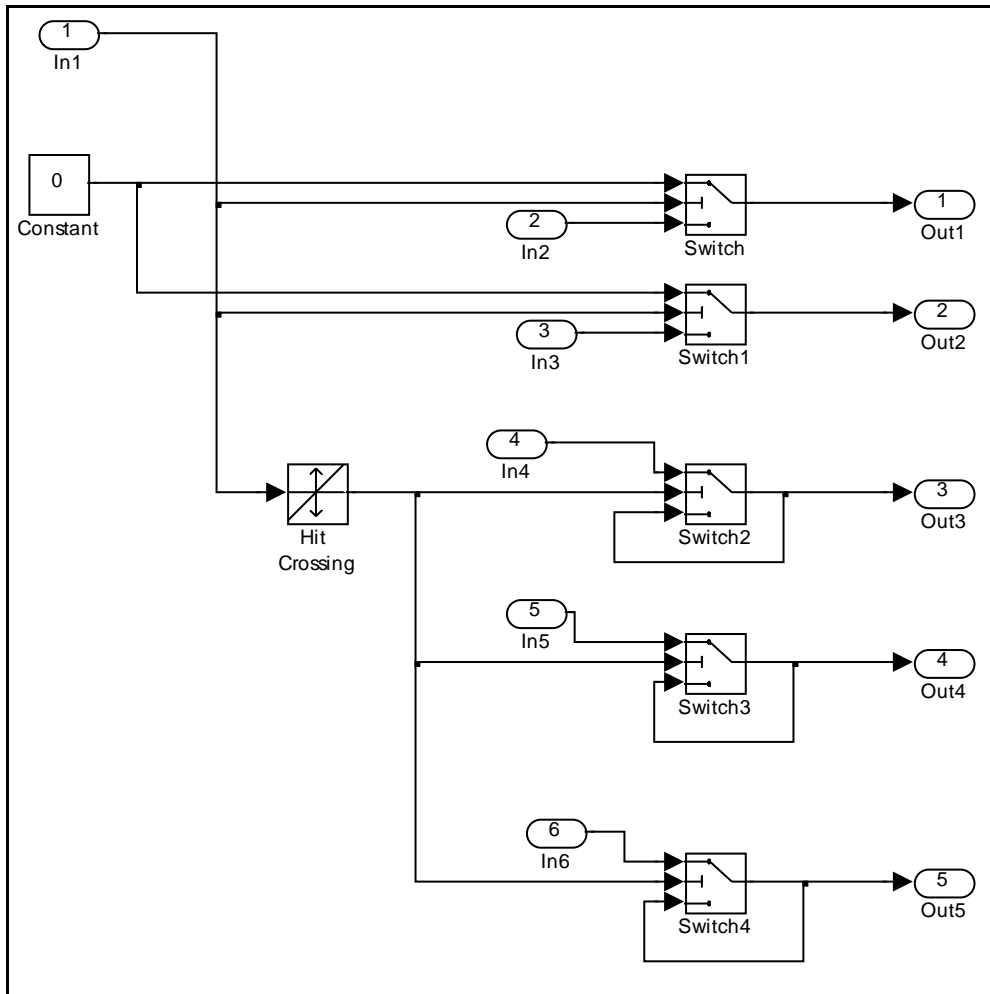 1
In1
0
Constant
2
In2
Switch
1
Out1
3
In3
Switch1
2
Out2
4
In4
Switch2
3
Out3
Hit
Crossing
5
In5
Switch3
4
Out4
6
In6
Switch4
5
Out5